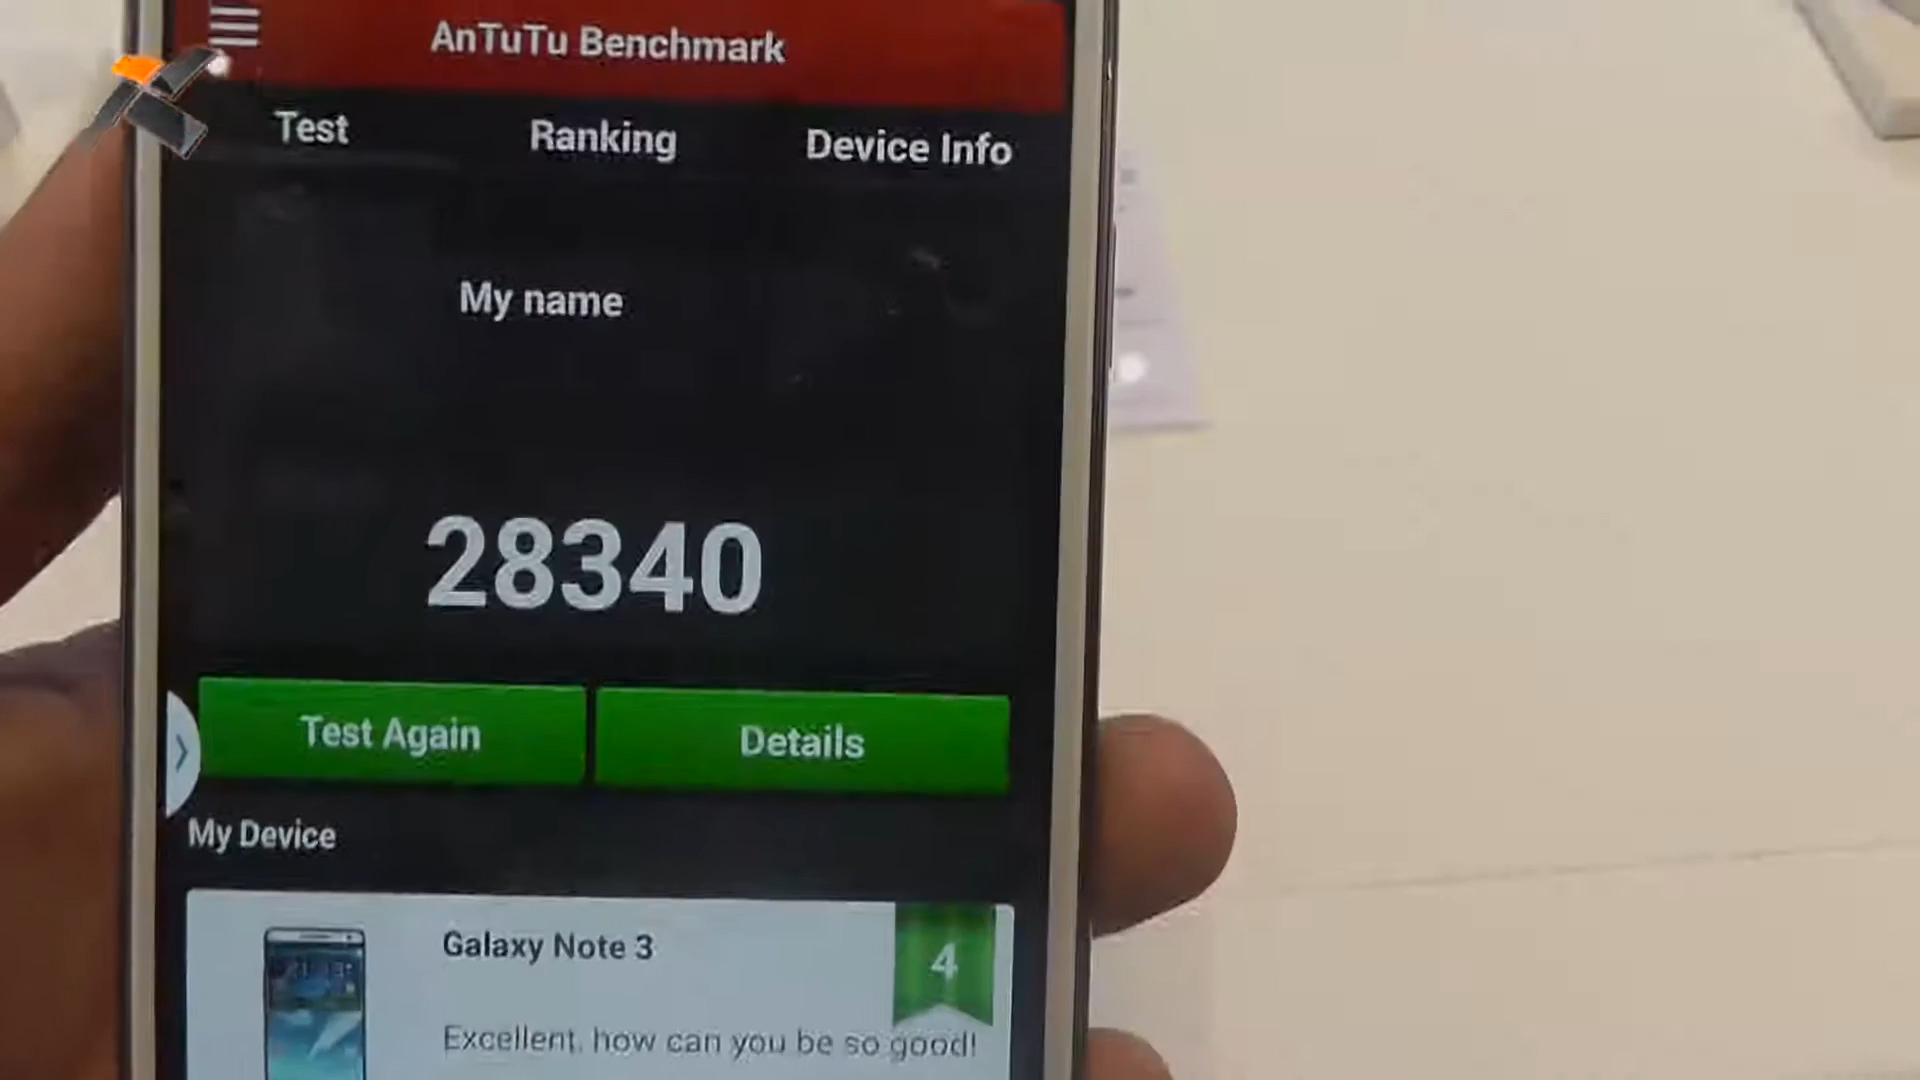 AnTuTu Benchmark
Test Ranking Device Info
My name
28340
Test Again Details
My Device
Galaxy Note 3
4
Excellent, how can you be so good!